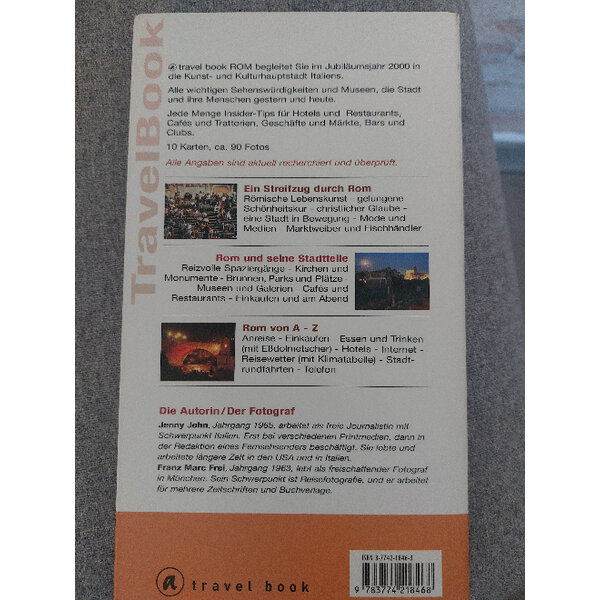 TravelBook
@ travel book ROM begleitet Sie im Jubiläumsjahr 2000 in
die Kunst- und Kulturhauptstadt Italiens.
Alle wichtigen Sehenswürdigkeiten und Museen, die Stadt
und ihre Menschen gestern und heute.
Jede Menge Insider-Tips für Hotels und Restaurants,
Cafés und Trattorien, Geschäfte und Märkte, Bars und
Clubs.
10 Karten, ca. 90 Fotos
Alle Angaben sind aktuell recherchiert und überprüft.
Ein Streifzug durch Rom
Römische Lebenskunst - gelungene
Schönheitskur - christlicher Glaube -
eine Stadt in Bewegung - Mode und
Medien - Marktweiber und Fischhändler
Rom und seine Stadtteile
Reizvolle Spaziergänge - Kirchen und
Monumente - Brunnen, Parks und Plätze -
Museen und Galerien - Cafés und
Restaurants - Einkaufen und am Abend
Rom von A - Z
Anreise - Einkaufen - Essen und Trinken
(mit Eßdolmetscher) - Hotels - Internet -
Reisewetter (mit Klimatabelle) - Stadt-
rundfahrten - Telefon
Die Autorin/Der Fotograf
Jenny John, Jahrgang 1965, arbeitet als freie Journalistin mit
Schwerpunkt Italien. Erst bei verschiedenen Printmedien, dann in
der Redaktion eines Fernsehsenders beschäftigt. Sie lebte und
arbeitete längere Zeit in den USA und in Italien.
Franz Marc Frei, Jahrgang 1963, lebt als freischaffender Fotograf
in München. Sein Schwerpunkt ist Reisefotografie, und er arbeitet
für mehrere Zeitschriften und Buchverlage.
ISBN 3-7742-1846-3
9 783774 218468
a travel book